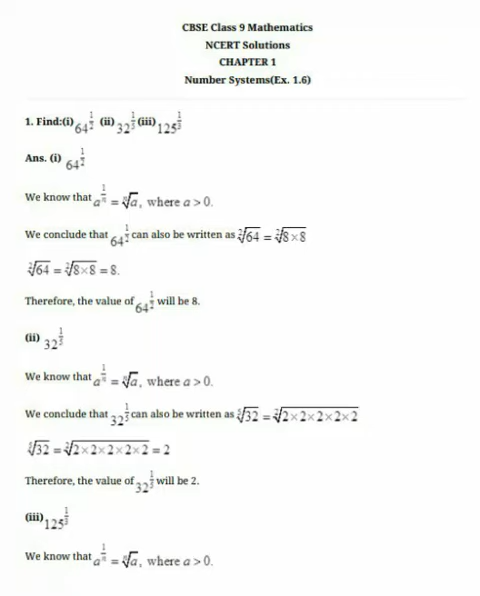 CBSE Class 9 Mathematics
NCERT Solutions
CHAPTER 1
Number Systems(Ex. 1.6)
1. Find:(i) 64^(1/2) (ii) 32^(1/5) (iii) 125^(1/3)
Ans. (i) 64^(1/2)
We know that a^(1/n) = ⁿ√a, where a > 0.
We conclude that 64^(1/2) can also be written as ²√64 = ²√(8×8)
²√64 = ²√(8×8) = 8.
Therefore, the value of 64^(1/2) will be 8.
(ii) 32^(1/5)
We know that a^(1/n) = ⁿ√a, where a > 0.
We conclude that 32^(1/5) can also be written as ⁵√32 = ²√(2×2×2×2×2)
⁵√32 = ²√(2×2×2×2×2) = 2
Therefore, the value of 32^(1/5) will be 2.
(iii) 125^(1/3)
We know that a^(1/n) = ⁿ√a, where a > 0.